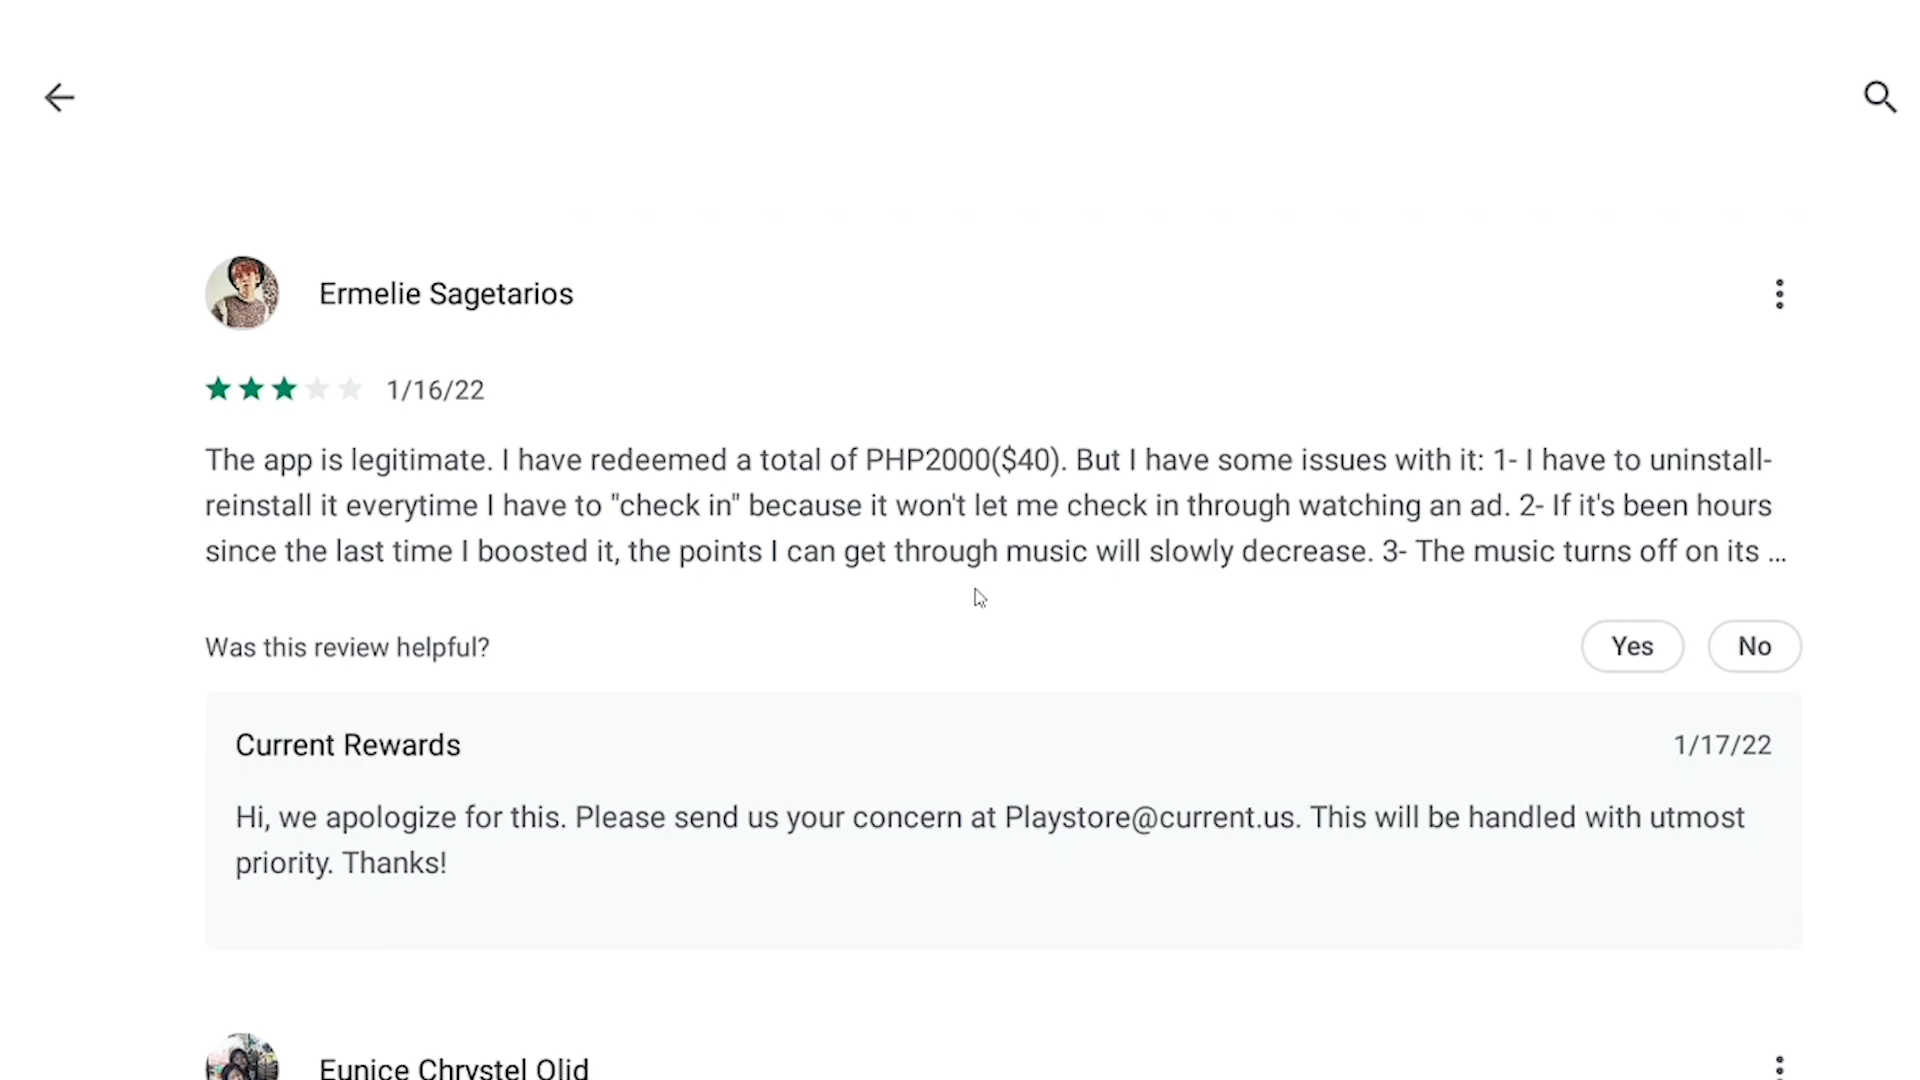 Ermelie Sagetarios
1/16/22
The app is legitimate. I have redeemed a total of PHP2000($40). But I have some issues with it: 1- I have to uninstall-
reinstall it everytime I have to "check in" because it won't let me check in through watching an ad. 2- If it's been hours
since the last time I boosted it, the points I can get through music will slowly decrease. 3- The music turns off on its ...
Was this review helpful?
Yes
No
Current Rewards
1/17/22
Hi, we apologize for this. Please send us your concern at Playstore@current.us. This will be handled with utmost
priority. Thanks!
Eunice Chrystel Olid